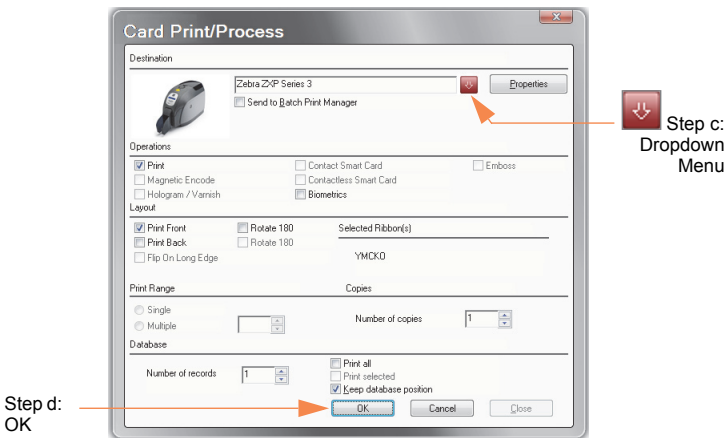 Card Print/Process
Destination
Zebra ZXP Series 3
Properties
Send to Batch Print Manager
Step c:
Dropdown
Menu
Operations
Print
Contact Smart Card
Emboss
Magnetic Encode
Contactless Smart Card
Hologram / Varnish
Biometrics
Layout
Print Front
Rotate 180
Selected Ribbon(s)
Print Back
Rotate 180
Flip On Long Edge
YMCKO
Print Range
Copies
Single
Multiple
Number of copies
1
Database
Number of records
1
Print all
Print selected
Keep database position
Step d:
OK
OK
Cancel
Close